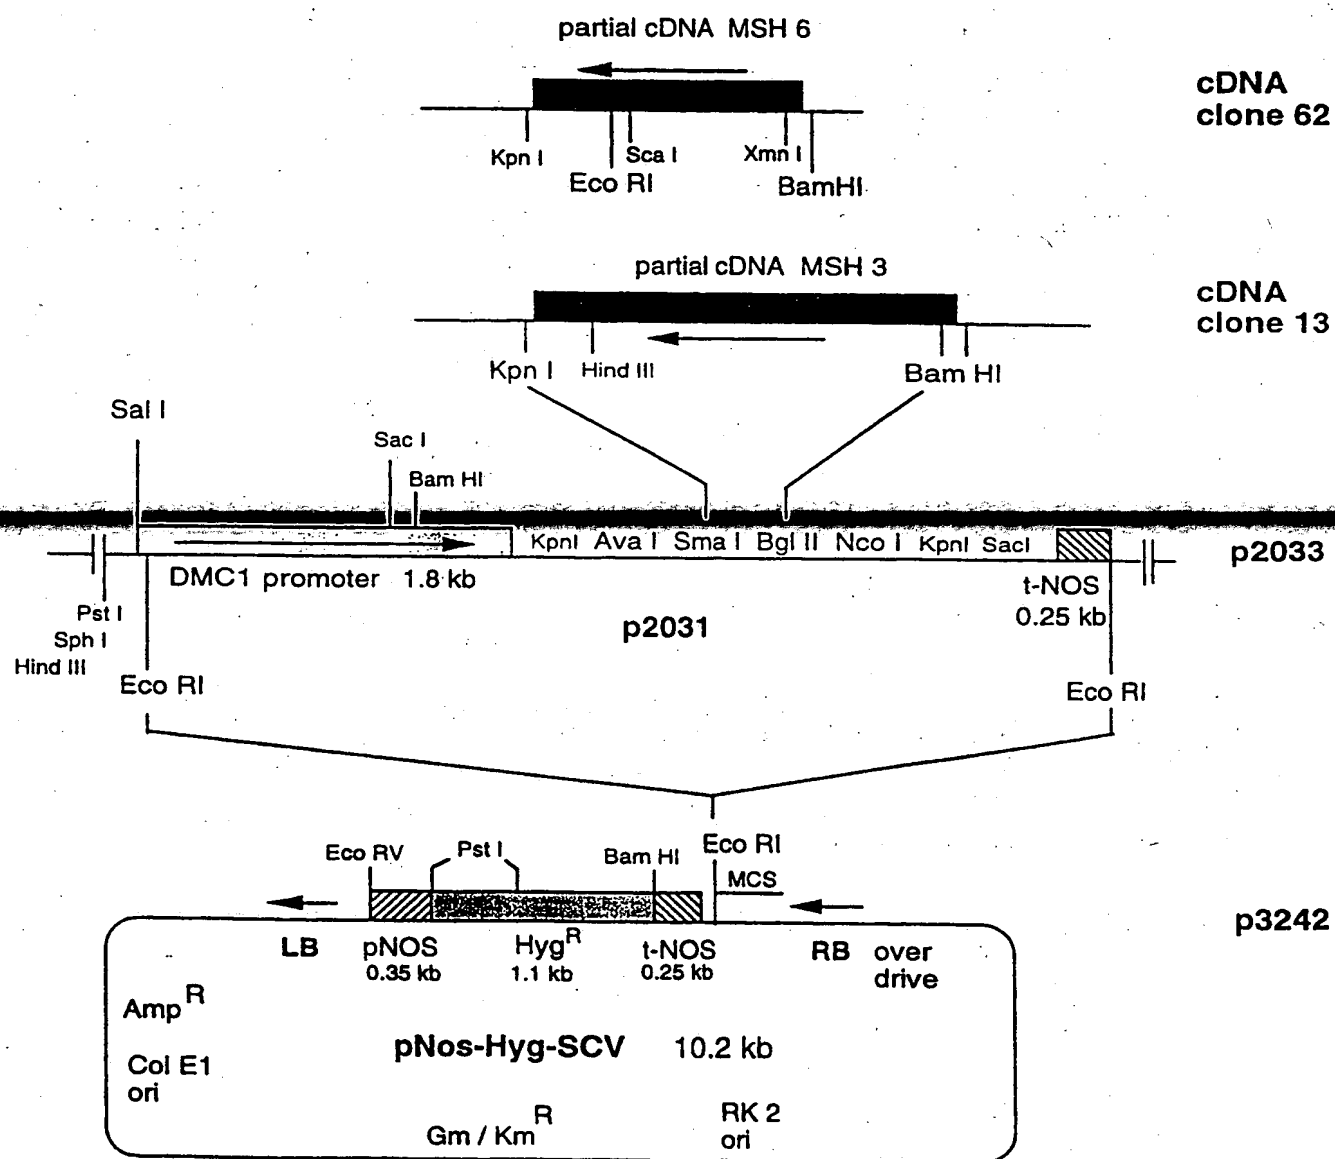 partial cDNA MSH 6
cDNA
clone 62
Kpn I
Sca I
Xmn I
Eco RI
BamHI
partial cDNA MSH 3
cDNA
clone 13
Kpn I
Hind III
Bam HI
Sal I
Sac I
Bam HI
KpnI Ava I Sma I Bgl II Nco I KpnI SacI
p2033
DMC1 promoter 1.8 kb
t-NOS
0.25 kb
Pst I
Sph I
Hind III
p2031
Eco RI
Eco RI
Eco RV
Pst I
Bam HI
Eco RI
MCS
p3242
LB
pNOS
0.35 kb
Hyg R
1.1 kb
t-NOS
0.25 kb
RB
over
drive
Amp R
pNos-Hyg-SCV 10.2 kb
Col E1
ori
Gm / Km R
RK 2
ori